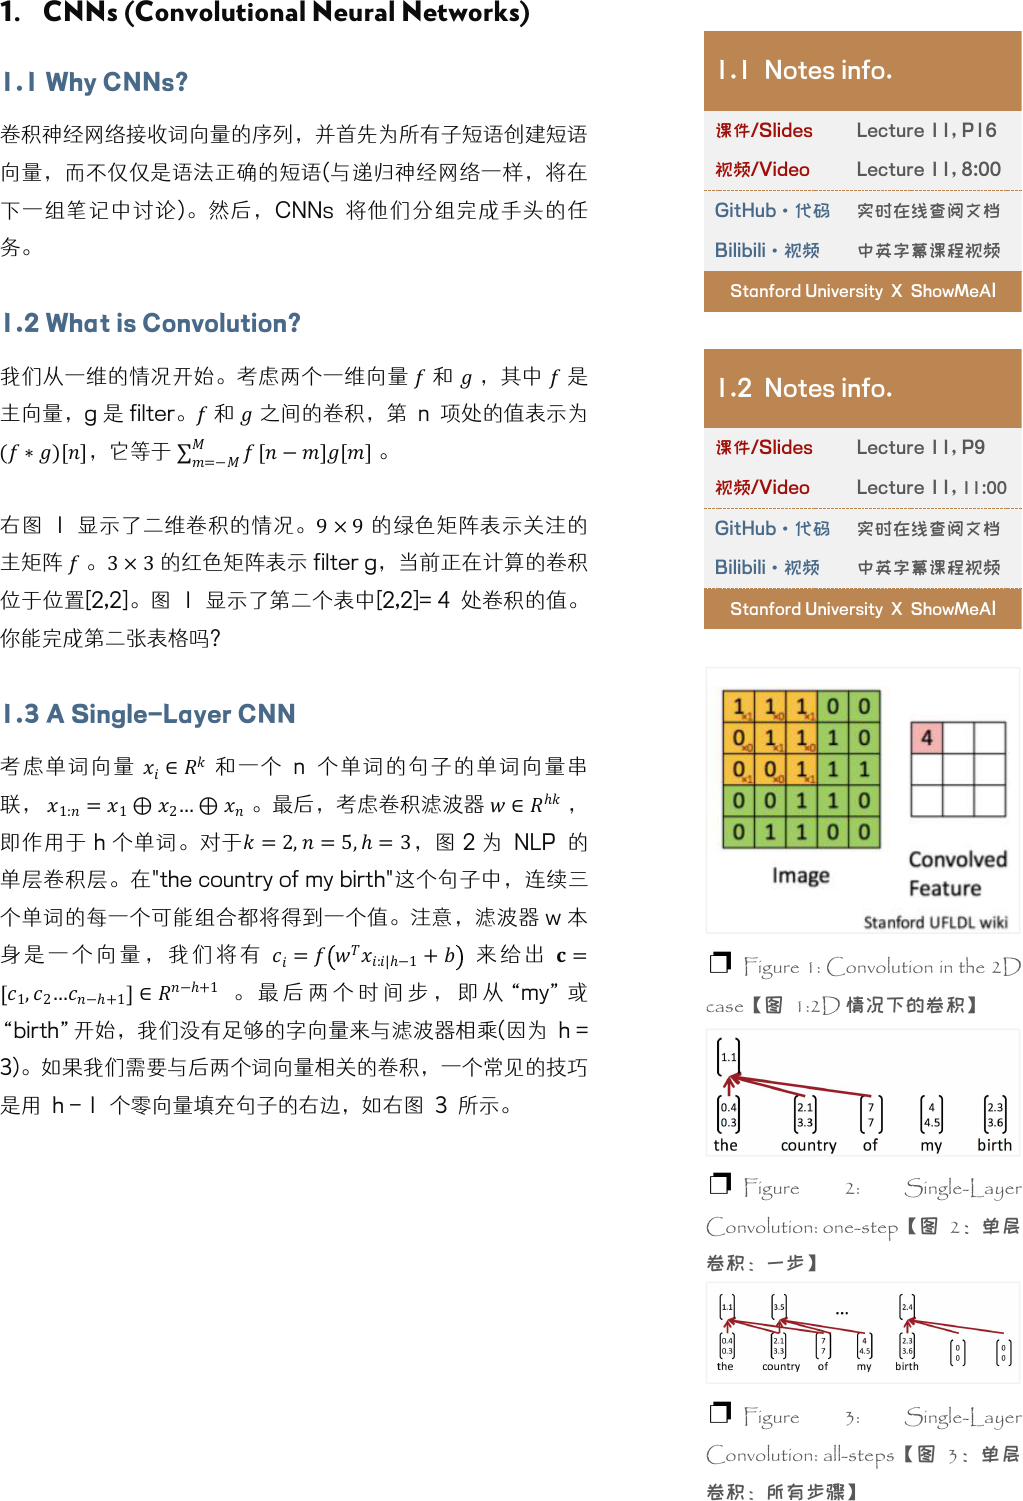 1. CNNs (Convolutional Neural Networks)
1.1 Why CNNs?
卷积神经网络接收词向量的序列，并首先为所有子短语创建短语
向量，而不仅仅是语法正确的短语(与递归神经网络一样，将在
下一组笔记中讨论)。然后，CNNs 将他们分组完成手头的任
务。
1.2 What is Convolution?
我们从一维的情况开始。考虑两个一维向量 f 和 g ，其中 f 是
主向量，g 是 filter。f 和 g 之间的卷积，第 n 项处的值表示为
(f ∗ g)[n]，它等于 ∑_{m=−M}^{M} f [n − m]g[m] 。
右图 1 显示了二维卷积的情况。9 × 9 的绿色矩阵表示关注的
主矩阵 f 。3 × 3 的红色矩阵表示 filter g，当前正在计算的卷积
位于位置[2,2]。图 1 显示了第二个表中[2,2]= 4 处卷积的值。
你能完成第二张表格吗?
1.3 A Single-Layer CNN
考虑单词向量 x_i ∈ R^k 和一个 n 个单词的句子的单词向量串
联， x_{1:n} = x_1 ⊕ x_2 … ⊕ x_n 。最后，考虑卷积滤波器 w ∈ R^{hk} ，
即作用于 h 个单词。对于k = 2, n = 5, h = 3，图 2 为 NLP 的
单层卷积层。在"the country of my birth"这个句子中，连续三
个单词的每一个可能组合都将得到一个值。注意，滤波器 w 本
身是一个向量，我们将有 c_i = f(w^T x_{i:i|h−1} + b) 来给出 𝐜 =
[c_1, c_2 … c_{n−h+1}] ∈ R^{n−h+1} 。最后两个时间步，即从 “my” 或
“birth” 开始，我们没有足够的字向量来与滤波器相乘(因为 h =
3)。如果我们需要与后两个词向量相关的卷积，一个常见的技巧
是用 h − 1 个零向量填充句子的右边，如右图 3 所示。
1.1 Notes info.
课件/Slides Lecture 11, P16
视频/Video Lecture 11, 8:00
GitHub · 代码 实时在线查阅文档
Bilibili · 视频 中英字幕课程视频
Stanford University X ShowMeAI
1.2 Notes info.
课件/Slides Lecture 11, P9
视频/Video Lecture 11, 11:00
GitHub · 代码 实时在线查阅文档
Bilibili · 视频 中英字幕课程视频
Stanford University X ShowMeAI
1×1 1×0 1×1 0 0
0×0 1×1 1×0 1 0
0×1 0×0 1×1 1 1
0 0 1 1 0
0 1 1 0 0
Image
4
Convolved
Feature
Stanford UFLDL wiki
❐ Figure 1: Convolution in the 2D
case【图 1:2D 情况下的卷积】
1.1
0.4 2.1 7 4 2.3
0.3 3.3 7 4.5 3.6
the country of my birth
❐ Figure 2: Single-Layer
Convolution: one-step【图 2：单层
卷积：一步】
1.1 3.5 ... 2.4
0.4 2.1 7 4 2.3 0 0
0.3 3.3 7 4.5 3.6 0 0
the country of my birth
❐ Figure 3: Single-Layer
Convolution: all-steps【图 3：单层
卷积：所有步骤】